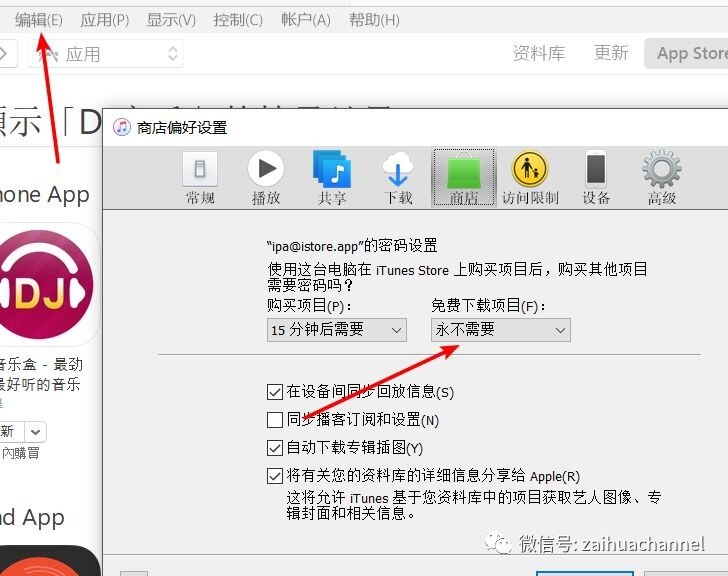 编辑(E) 应用(P) 显示(V) 控制(C) 帐户(A) 帮助(H)
应用 资料库 更新 App Store
顯示「D
商店偏好设置
常规 播放 共享 下载 商店 访问限制 设备 高级
hone App
“ipa@istore.app”的密码设置
使用这台电脑在 iTunes Store 上购买项目后，购买其他项目
需要密码吗？
购买项目(P)： 免费下载项目(F)：
15 分钟后需要 永不需要
DJ
音乐盒 - 最劲
最好听的音乐
新
內購買
在设备间同步回放信息(S)
同步播客订阅和设置(N)
自动下载专辑插图(Y)
将有关您的资料库的详细信息分享给 Apple(R)
这将允许 iTunes 基于您资料库中的项目获取艺人图像、专
辑封面和相关信息。
ad App
微信号: zaihuachannel